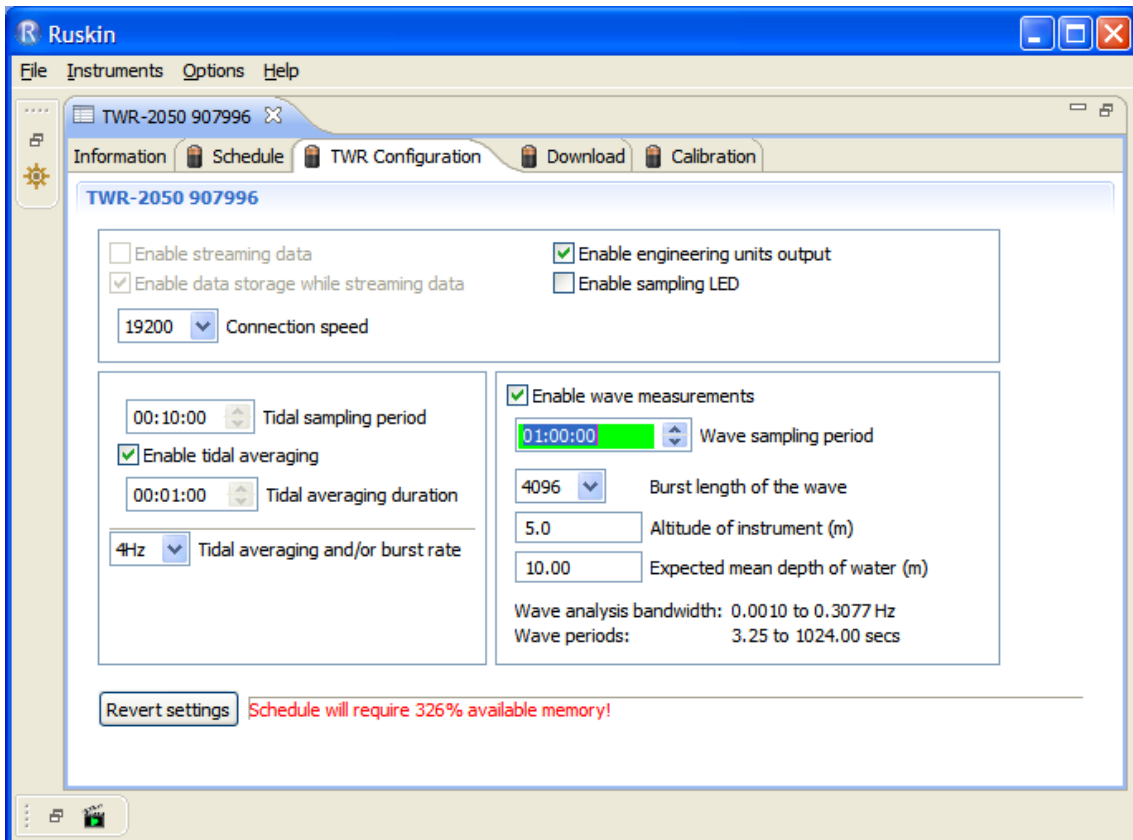 Ruskin
File Instruments Options Help
TWR-2050 907996
Information Schedule TWR Configuration Download Calibration
TWR-2050 907996
Enable streaming data
Enable engineering units output
Enable data storage while streaming data
Enable sampling LED
19200 Connection speed
00:10:00 Tidal sampling period
Enable tidal averaging
00:01:00 Tidal averaging duration
4Hz Tidal averaging and/or burst rate
Enable wave measurements
01:00:00 Wave sampling period
4096 Burst length of the wave
5.0 Altitude of instrument (m)
10.00 Expected mean depth of water (m)
Wave analysis bandwidth: 0.0010 to 0.3077 Hz
Wave periods: 3.25 to 1024.00 secs
Revert settings Schedule will require 326% available memory!